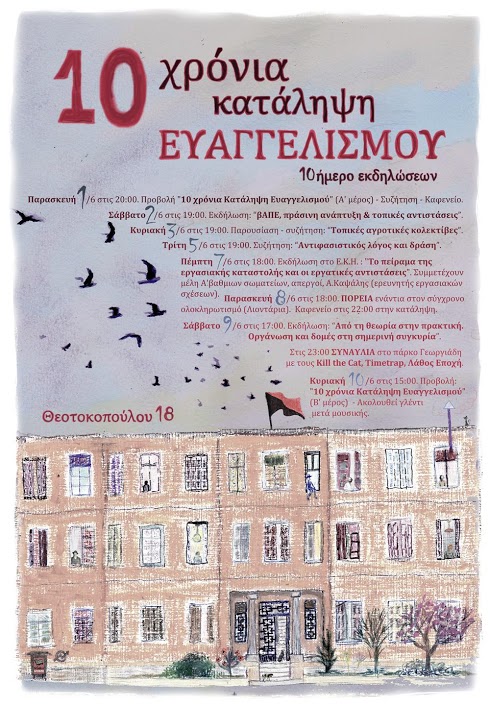 10 χρόνια
κατάληψη
ΕΥΑΓΓΕΛΙΣΜΟΥ
10ήμερο εκδηλώσεων
Παρασκευή 1/6 στις 20:00. Προβολή "10 χρόνια Κατάληψη Ευαγγελισμού" (Α' μέρος) - Συζήτηση - Καφενείο.
Σάββατο 2/6 στις 19:00. Εκδήλωση: "βΑΠΕ, πράσινη ανάπτυξη & τοπικές αντιστάσεις".
Κυριακή 3/6 στις 19:00. Παρουσίαση - συζήτηση: "Τοπικές αγροτικές κολεκτίβες".
Τρίτη 5/6 στις 19:00. Συζήτηση: "Αντιφασιστικός λόγος και δράση".
Πέμπτη 7/6 στις 18:00. Εκδήλωση στο Ε.Κ.Η. : "Το πείραμα της
εργασιακής καταστολής και οι εργατικές αντιστάσεις". Συμμετέχουν
μέλη Α'βαθμιων σωματείων, απεργοί, Α.Καψάλης (ερευνητής εργασιακών
σχέσεων).
Παρασκευή 8/6 στις 18:00. ΠΟΡΕΙΑ ενάντια στον σύγχρονο
ολοκληρωτισμό (Λιοντάρια). Καφενείο στις 22:00 στην κατάληψη.
Σάββατο 9/6 στις 17:00. Εκδήλωση: "Από τη θεωρία στην πρακτική.
Οργάνωση και δομές στη σημερινή συγκυρία".
Στις 23:00 ΣΥΝΑΥΛΙΑ στο πάρκο Γεωργιάδη
με τους Kill the Cat, Timetrap, Λάθος Εποχή.
Κυριακή 10/6 στις 15:00. Προβολή:
"10 χρόνια Κατάληψη Ευαγγελισμού"
(Β' μέρος) - Ακολουθεί γλέντι
μετά μουσικής.
Θεοτοκοπούλου 18